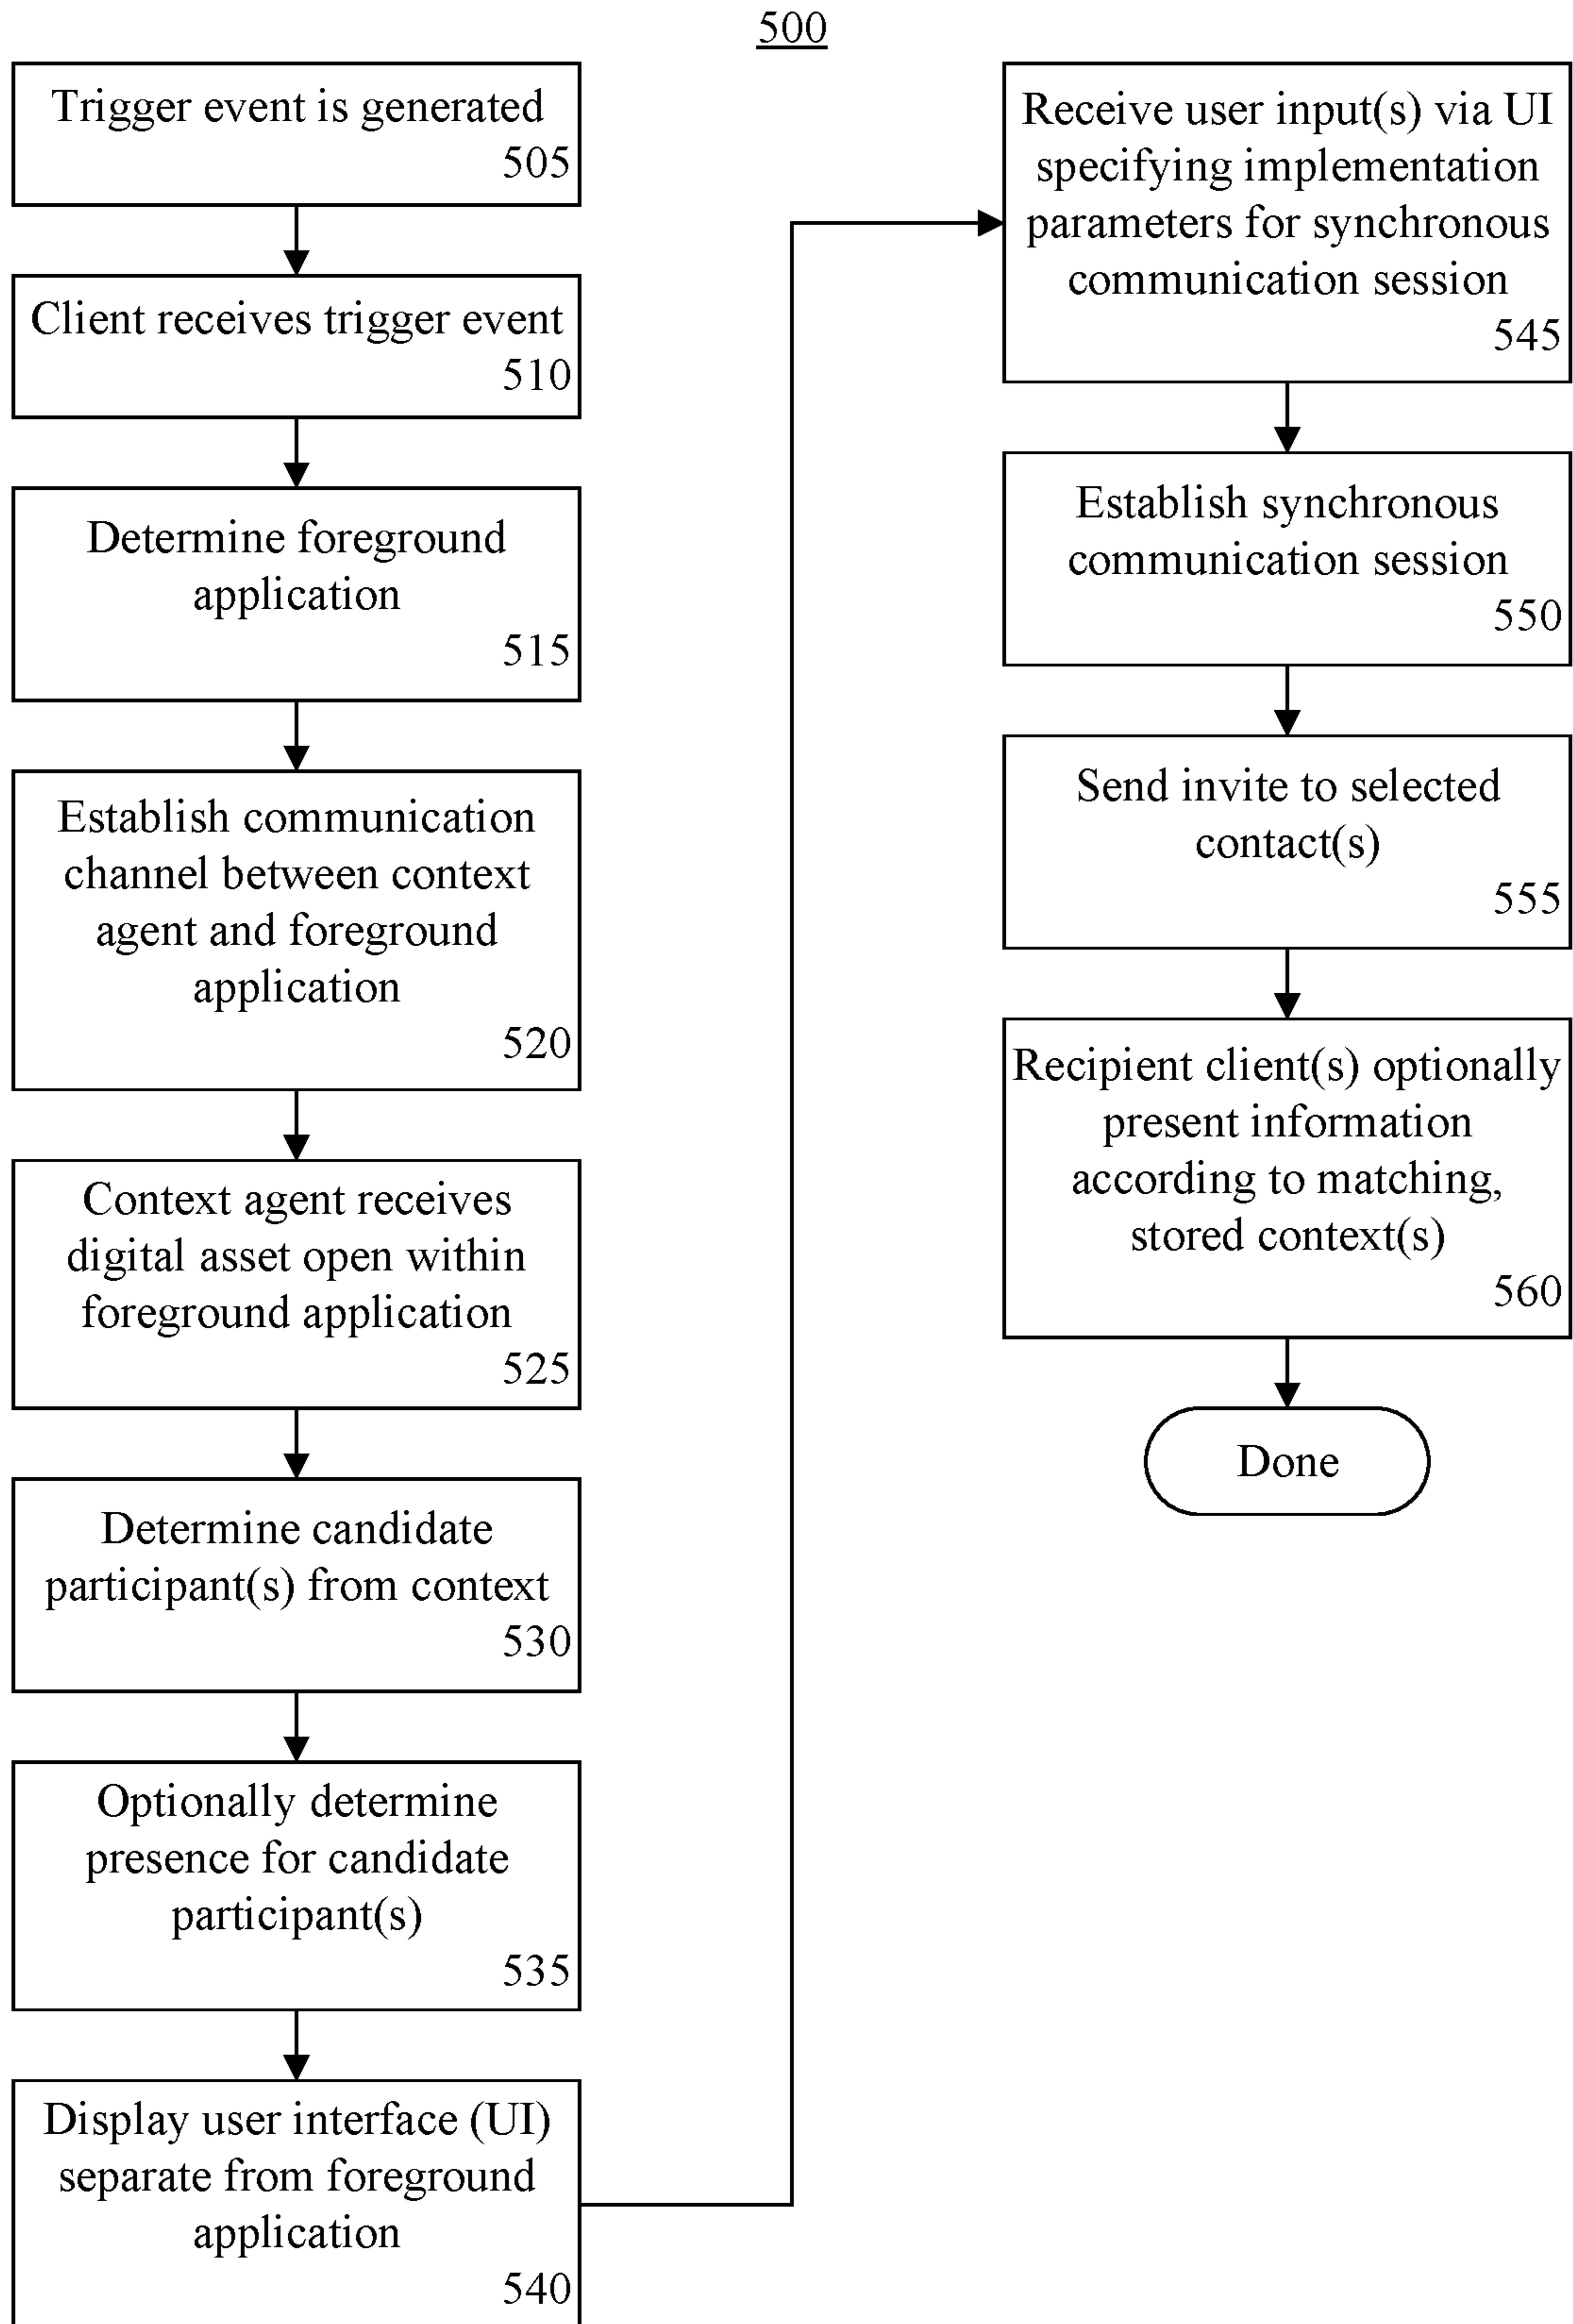 500
Trigger event is generated
505
Client receives trigger event
510
Determine foreground
application
515
Establish communication
channel between context
agent and foreground
application
520
Context agent receives
digital asset open within
foreground application
525
Determine candidate
participant(s) from context
530
Optionally determine
presence for candidate
participant(s)
535
Display user interface (UI)
separate from foreground
application
540
Receive user input(s) via UI
specifying implementation
parameters for synchronous
communication session
545
Establish synchronous
communication session
550
Send invite to selected
contact(s)
555
Recipient client(s) optionally
present information
according to matching,
stored context(s)
560
Done